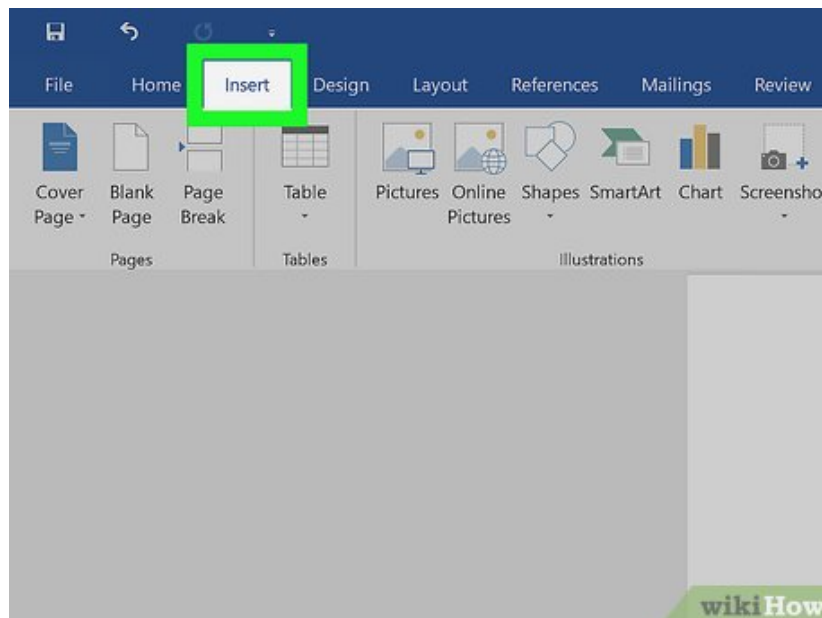 File Home Insert Design Layout References Mailings Review
Cover Blank Page Table Pictures Online Shapes SmartArt Chart Screensho
Page Page Break Pictures
Pages Tables Illustrations
wikiHow